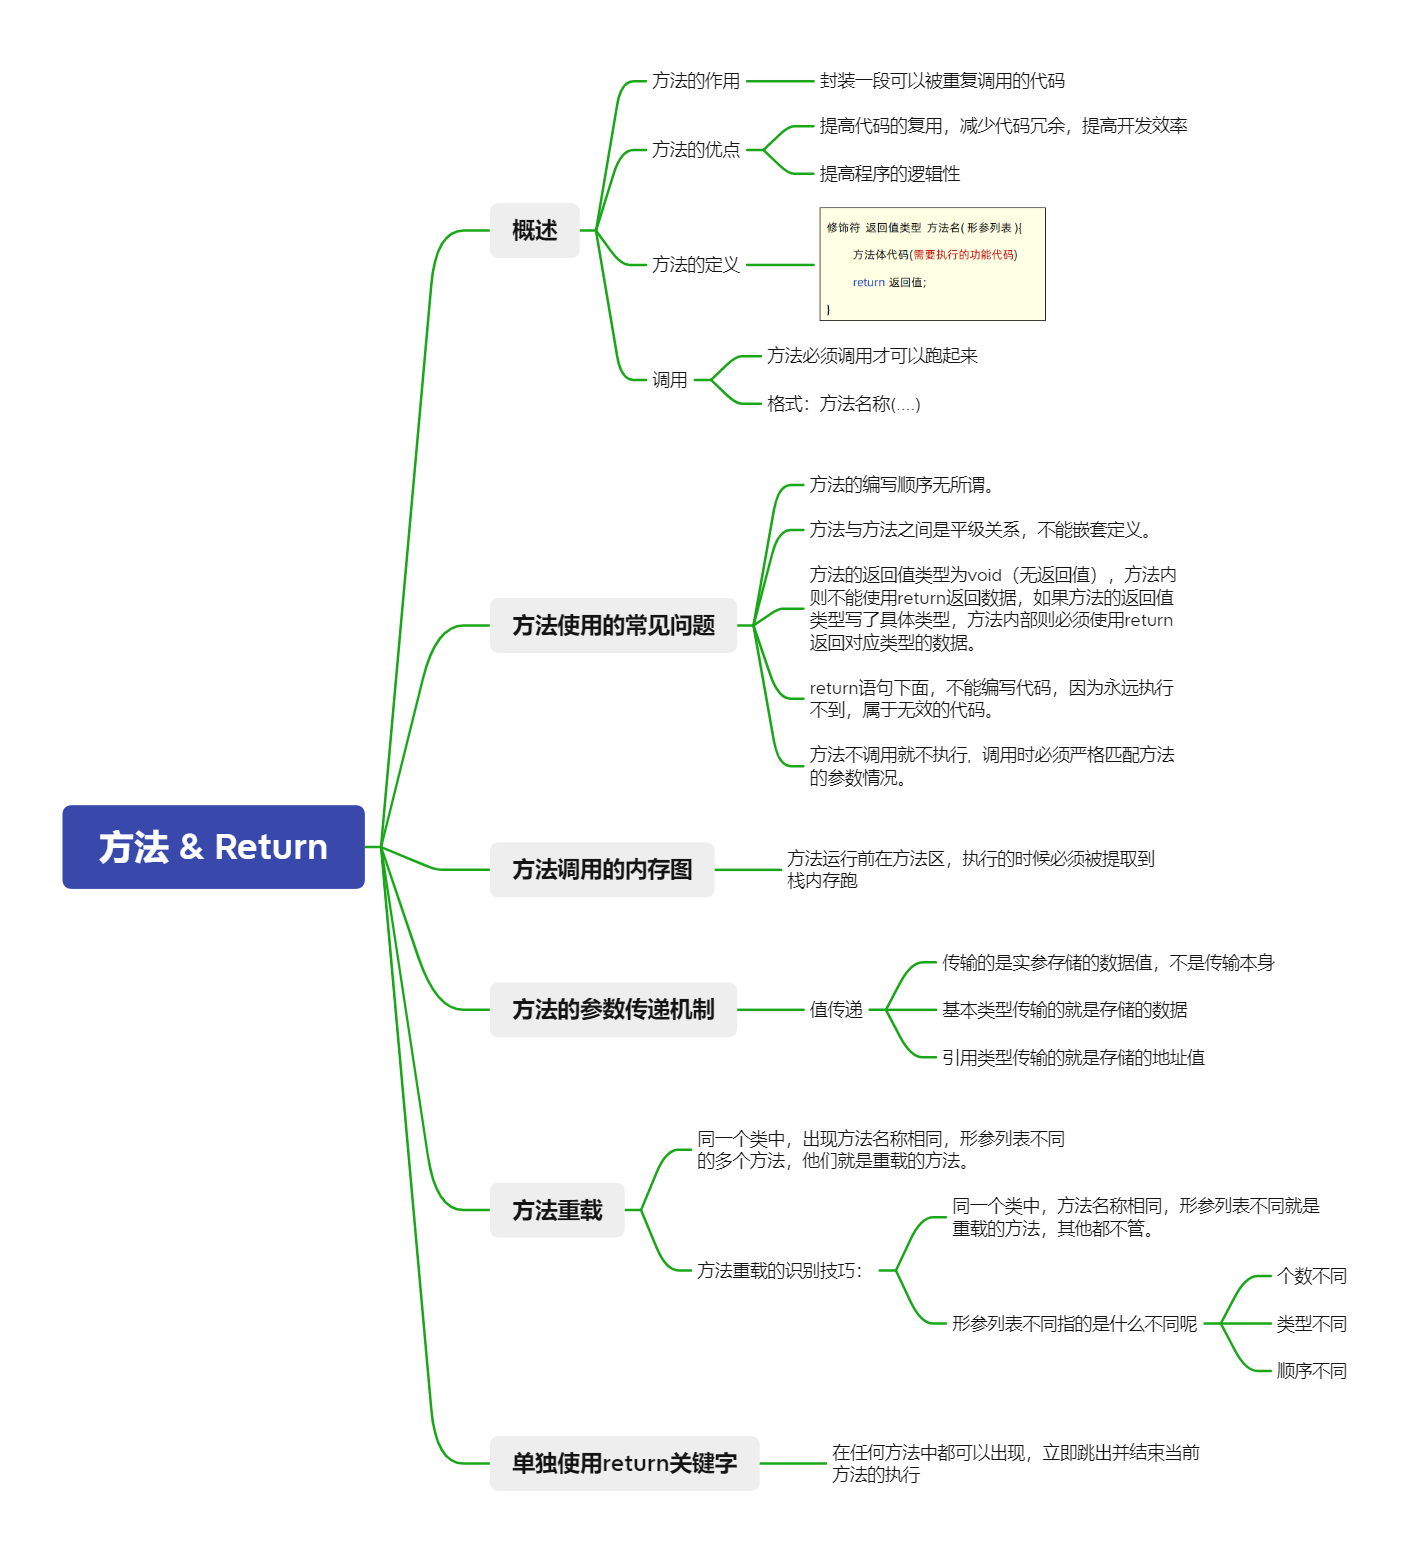 方法 & Return
概述
方法的作用
封装一段可以被重复调用的代码
方法的优点
提高代码的复用，减少代码冗余，提高开发效率
提高程序的逻辑性
方法的定义
修饰符 返回值类型 方法名( 形参列表 ){
方法体代码(需要执行的功能代码)
return 返回值;
}
调用
方法必须调用才可以跑起来
格式：方法名称(....)
方法使用的常见问题
方法的编写顺序无所谓。
方法与方法之间是平级关系，不能嵌套定义。
方法的返回值类型为void（无返回值），方法内
则不能使用return返回数据，如果方法的返回值
类型写了具体类型，方法内部则必须使用return
返回对应类型的数据。
return语句下面，不能编写代码，因为永远执行
不到，属于无效的代码。
方法不调用就不执行, 调用时必须严格匹配方法
的参数情况。
方法调用的内存图
方法运行前在方法区，执行的时候必须被提取到
栈内存跑
方法的参数传递机制
值传递
传输的是实参存储的数据值，不是传输本身
基本类型传输的就是存储的数据
引用类型传输的就是存储的地址值
方法重载
同一个类中，出现方法名称相同，形参列表不同
的多个方法，他们就是重载的方法。
方法重载的识别技巧：
同一个类中，方法名称相同，形参列表不同就是
重载的方法，其他都不管。
形参列表不同指的是什么不同呢
个数不同
类型不同
顺序不同
单独使用return关键字
在任何方法中都可以出现，立即跳出并结束当前
方法的执行